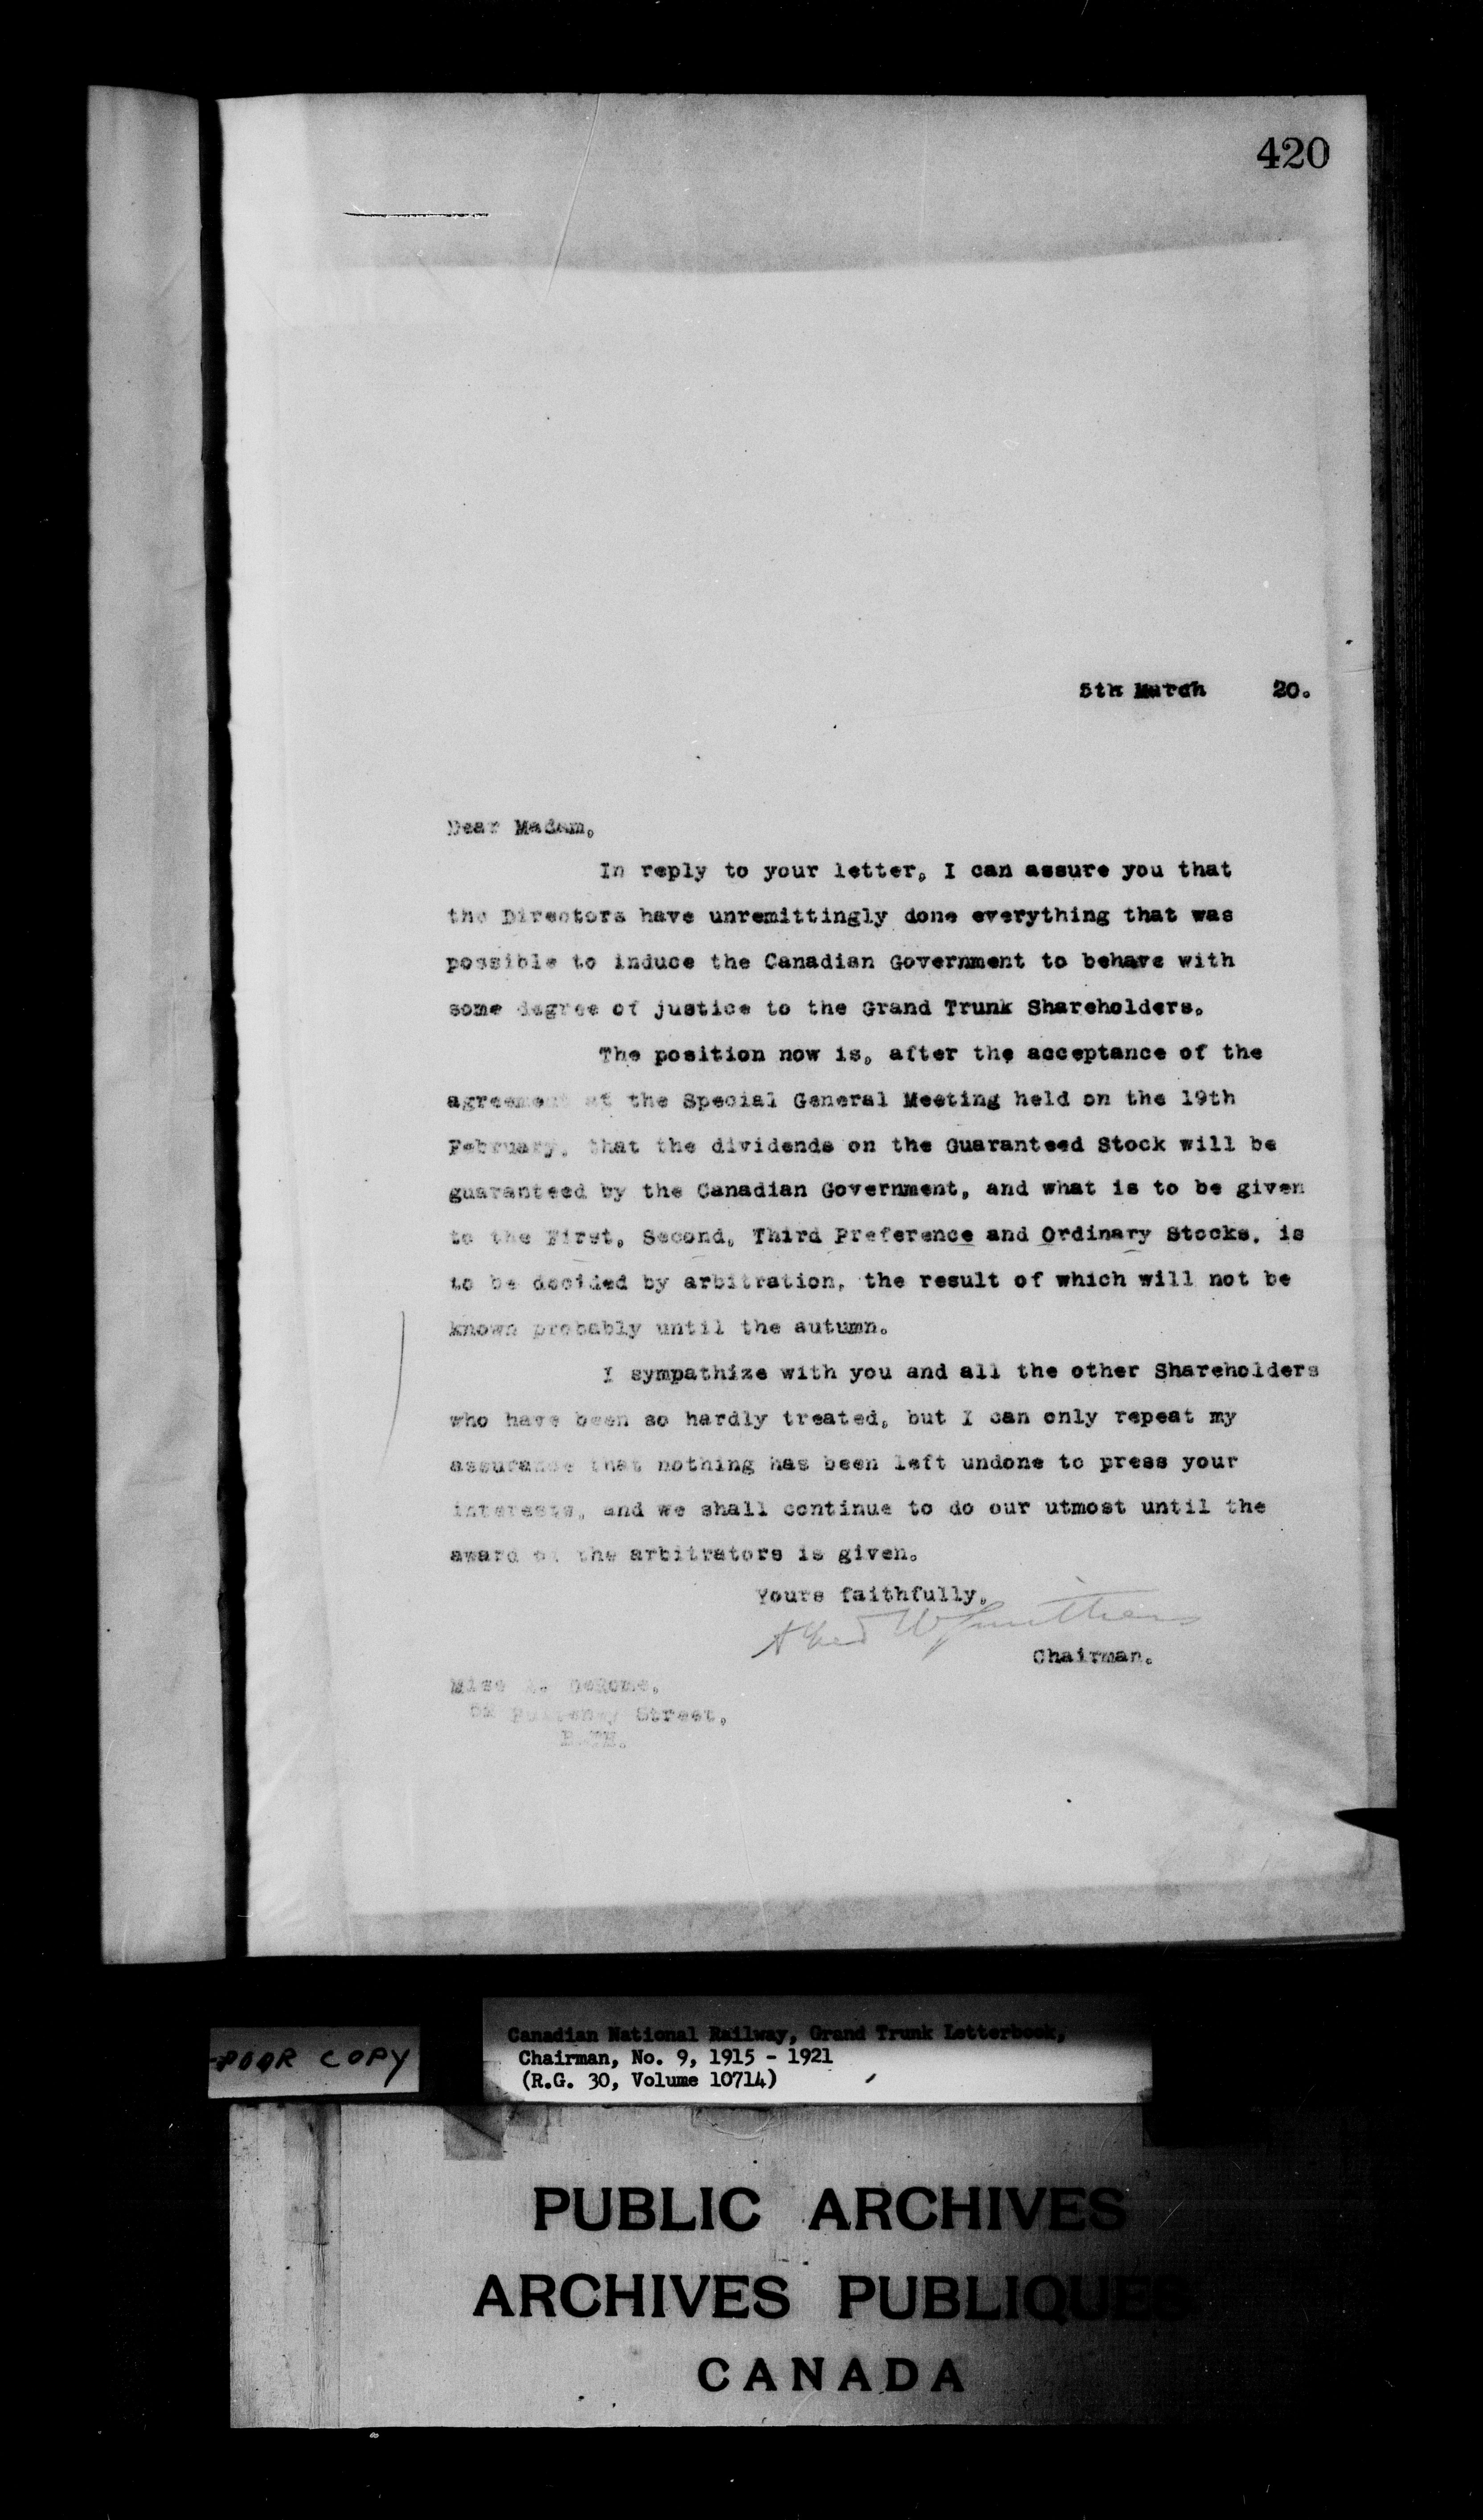 420
5th March 20.
Dear Madam,
In reply to your letter, I can assure you that
the Directors have unremittingly done everything that was
possible to induce the Canadian Government to behave with
some degree of justice to the Grand Trunk Shareholders.
The position now is, after the acceptance of the
agreement at the Special General Meeting held on the 19th
February, that the dividends on the Guaranteed Stock will be
guaranteed by the Canadian Government, and what is to be given
to the First, Second, Third Preference and Ordinary Stocks, is
to be decided by arbitration, the result of which will not be
known probably until the autumn.
I sympathize with you and all the other Shareholders
who have been so hardly treated, but I can only repeat my
assurance that nothing has been left undone to press your
interests, and we shall continue to do our utmost until the
award of the arbitrators is given.
Yours faithfully,
Alfred W Smithers
Chairman.
Miss
Street,
BATH.
POOR COPY
Canadian National Railway, Grand Trunk Letterbook,
Chairman, No. 9, 1915 - 1921
(R.G. 30, Volume 10714)
PUBLIC ARCHIVES
ARCHIVES PUBLIQUES
CANADA